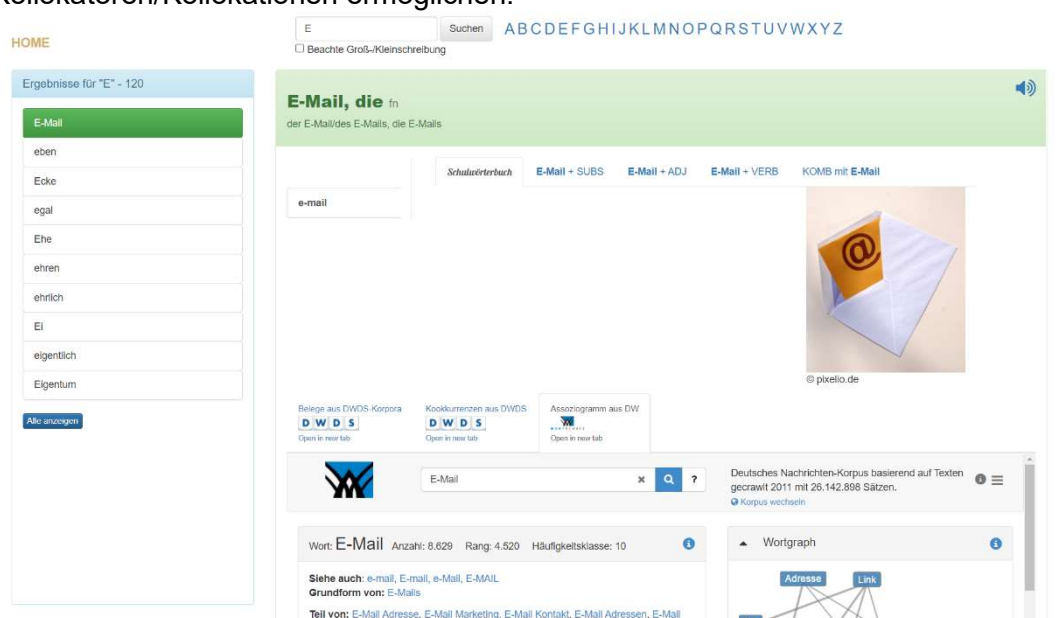 Kollokatoren/Kollokationen ermöglichen.
E
Suchen
A B C D E F G H I J K L M N O P Q R S T U V W X Y Z
HOME
Beachte Groß-/Kleinschreibung
Ergebnisse für "E" - 120
E-Mail
eben
Ecke
egal
Ehe
ehren
ehrlich
Ei
eigentlich
Eigentum
Alle anzeigen
E-Mail, die fn
der E-Mail/des E-Mails, die E-Mails
Schulwörterbuch E-Mail + SUBS E-Mail + ADJ E-Mail + VERB KOMB mit E-Mail
e-mail
@
© pixelio.de
Belege aus DWDS-Korpora
D W D S
Open in new tab
Kookkurrenzen aus DWDS
D W D S
Open in new tab
Assoziogramm aus DW
Open in new tab
E-Mail
?
Deutsches Nachrichten-Korpus basierend auf Texten
gecrawlt 2011 mit 26.142.898 Sätzen.
Korpus wechseln
Wort: E-Mail Anzahl: 8.629 Rang: 4.520 Häufigkeitsklasse: 10
Siehe auch: e-mail, E-mail, e-Mail, E-MAIL
Grundform von: E-Mails
Teil von: E-Mail Adresse, E-Mail Marketing, E-Mail Kontakt, E-Mail Adressen, E-Mail
Wortgraph
Adresse
Link